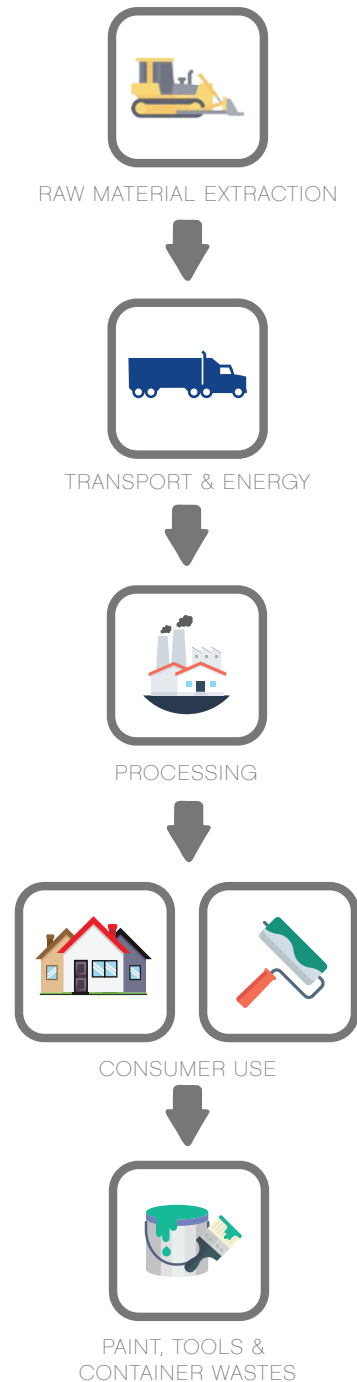 RAW MATERIAL EXTRACTION
TRANSPORT & ENERGY
PROCESSING
CONSUMER USE
PAINT, TOOLS &
CONTAINER WASTES